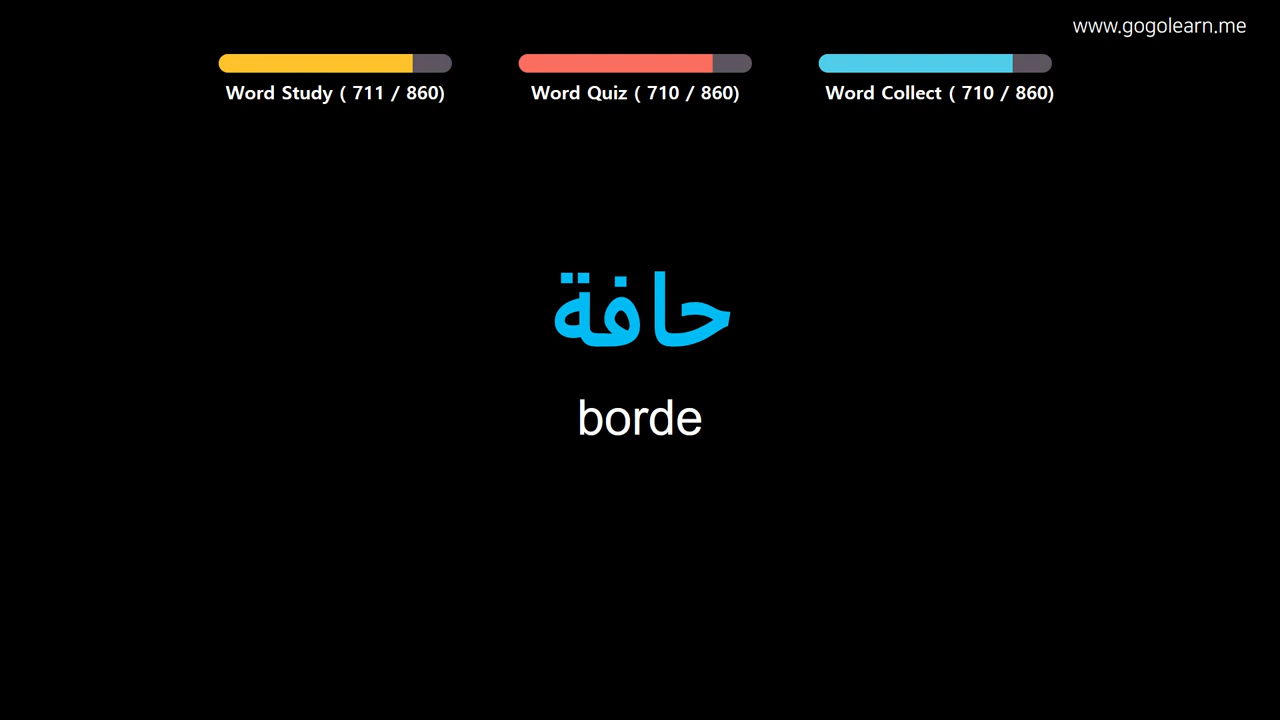 www.gogolearn.me
Word Study ( 711 / 860)
Word Quiz ( 710 / 860)
Word Collect ( 710 / 860)
حافة
borde